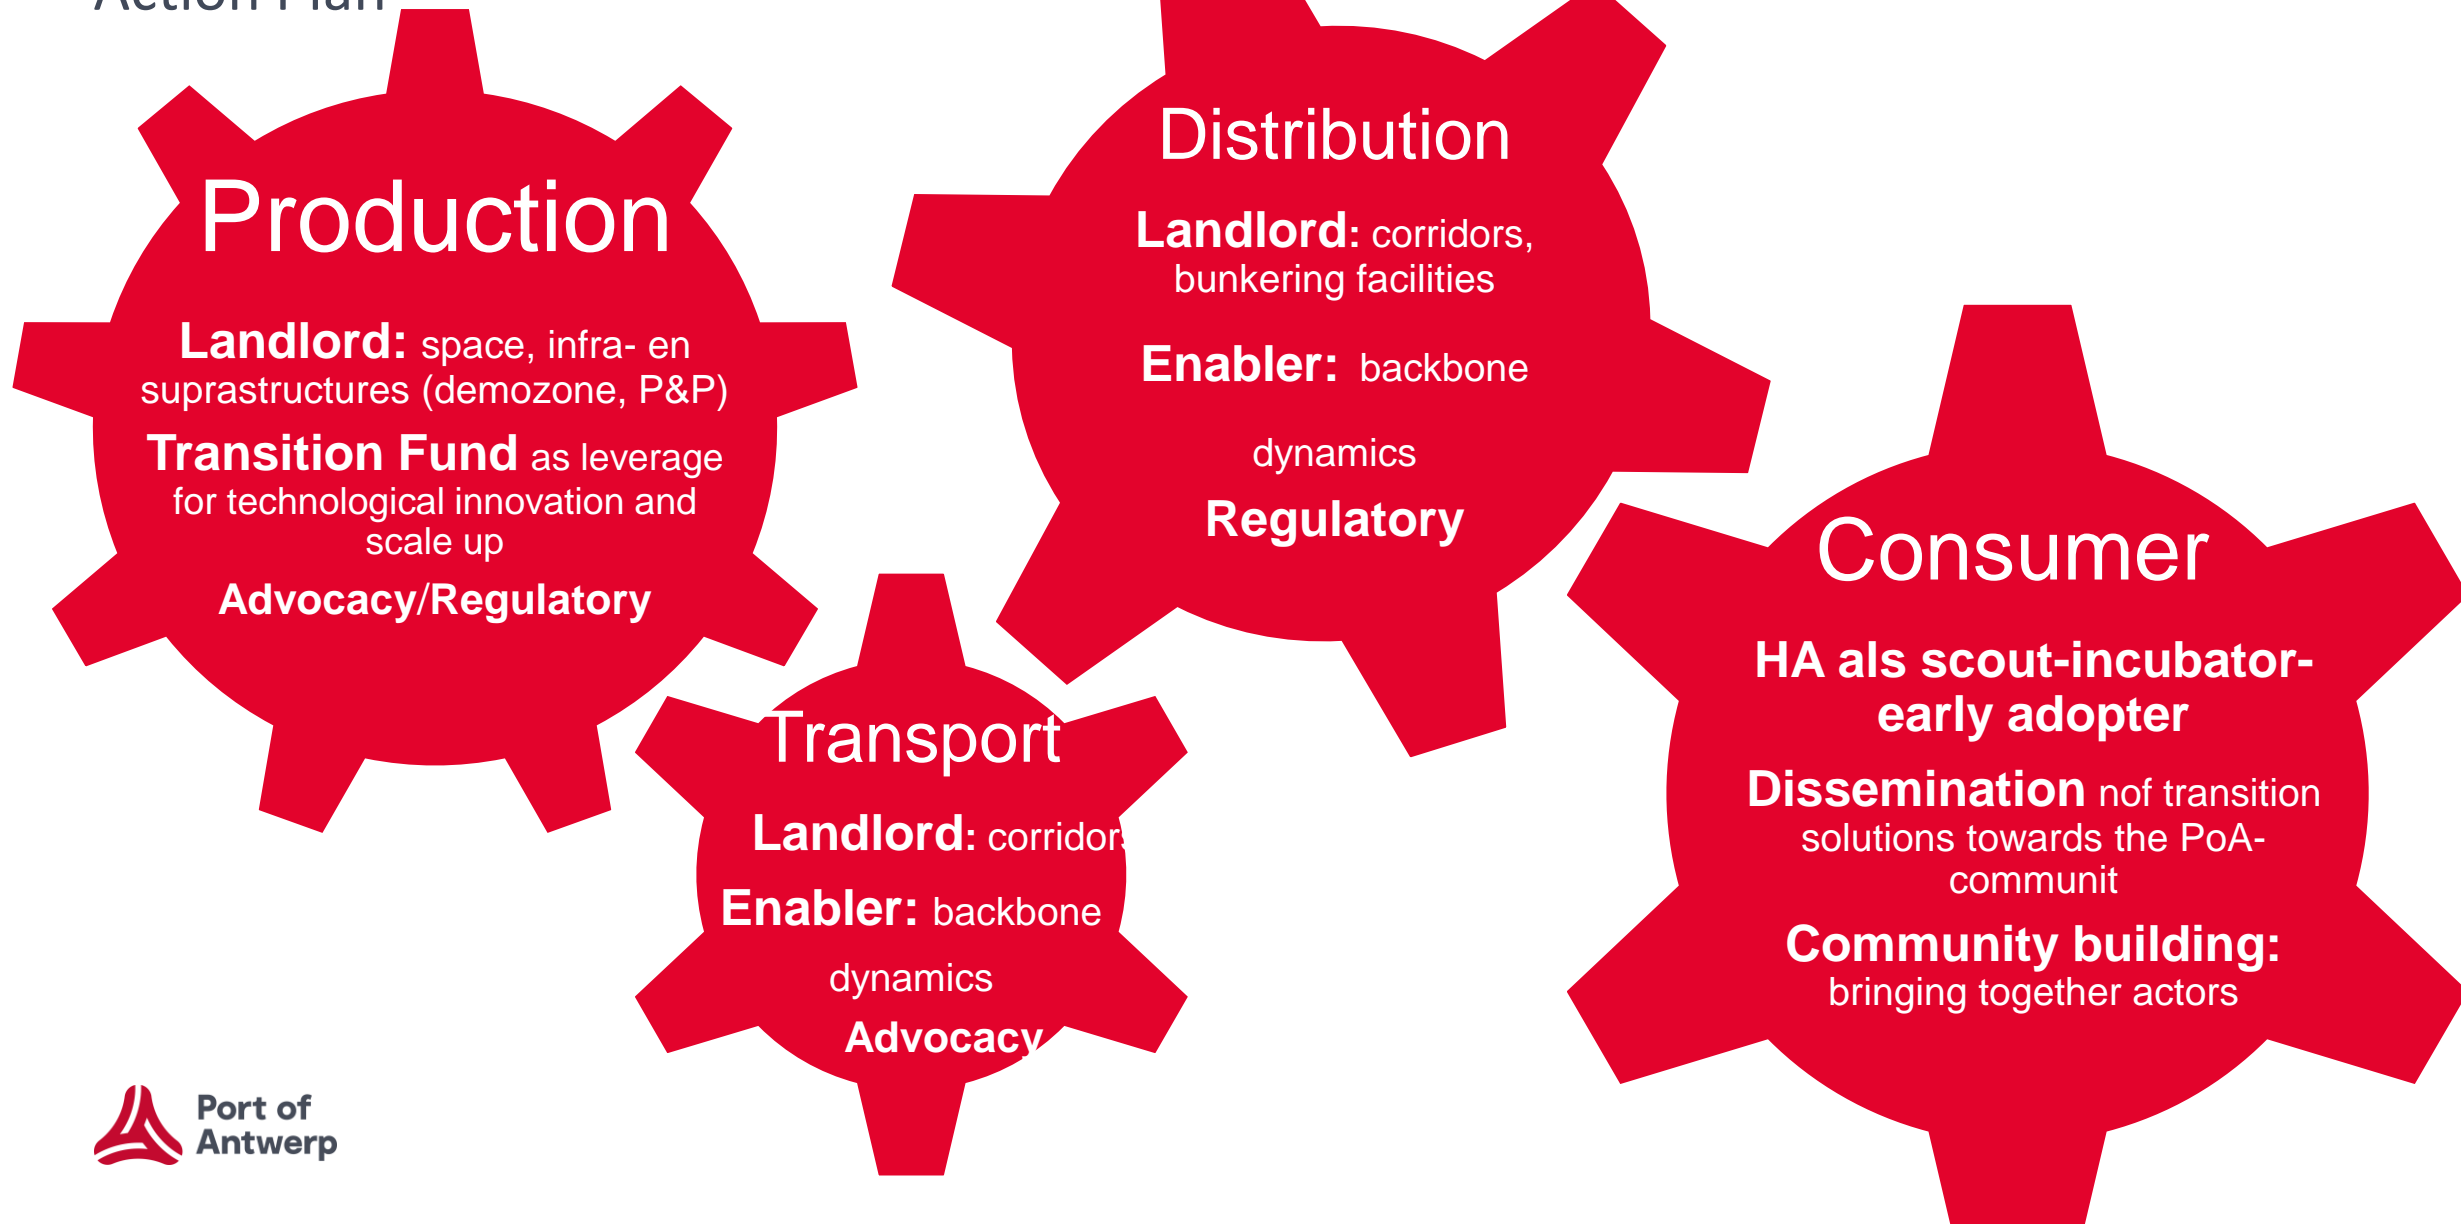 Action Plan
Production
Landlord: space, infra- en
suprastructures (demozone, P&P)
Transition Fund as leverage
for technological innovation and
scale up
Advocacy/Regulatory
Distribution
Landlord: corridors,
bunkering facilities
Enabler: backbone
dynamics
Regulatory
Transport
Landlord: corridors
Enabler: backbone
dynamics
Advocacy
Consumer
HA als scout-incubator-
early adopter
Dissemination nof transition
solutions towards the PoA-
communit
Community building:
bringing together actors
Port of
Antwerp